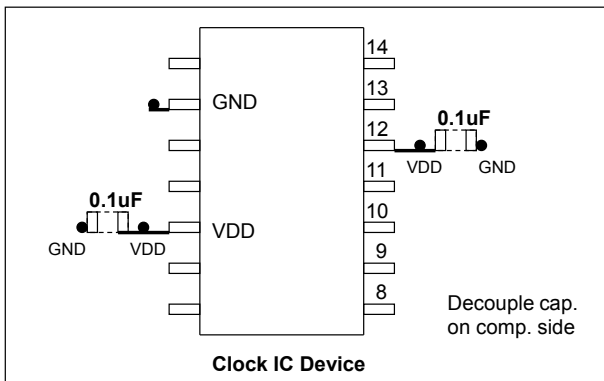 14
GND
13
0.1uF
12
VDD
GND
11
0.1uF
VDD
10
GND
VDD
9
8
Decouple cap.
on comp. side
Clock IC Device